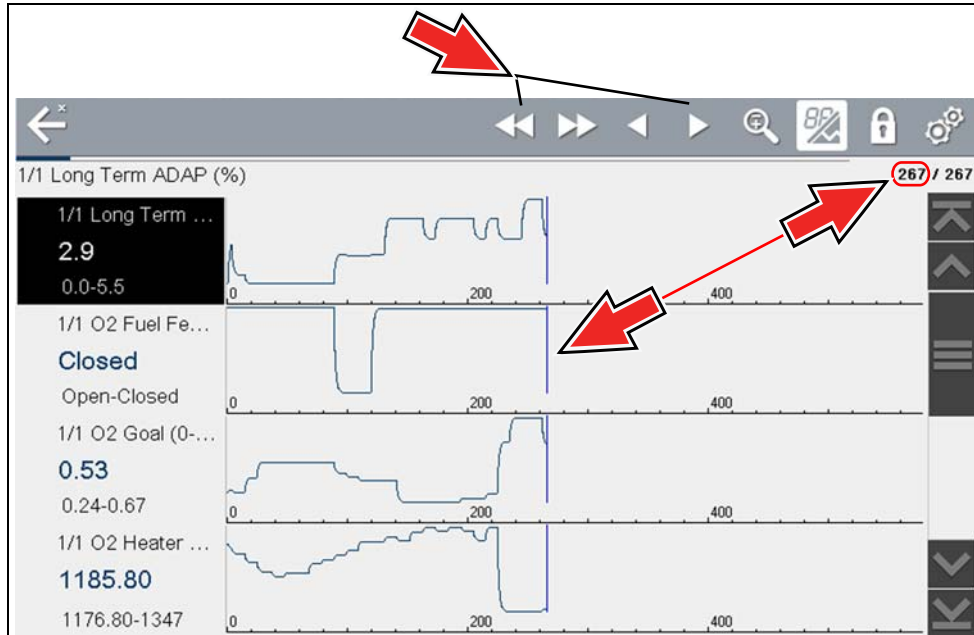 1/1 Long Term ADAP (%)
267 / 267
1/1 Long Term ...
2.9
0.0-5.5
0 200 400
1/1 O2 Fuel Fe...
Closed
Open-Closed
0 200 400
1/1 O2 Goal (0-...
0.53
0.24-0.67
0 200 400
1/1 O2 Heater ...
1185.80
1176.80-1347
0 200 400